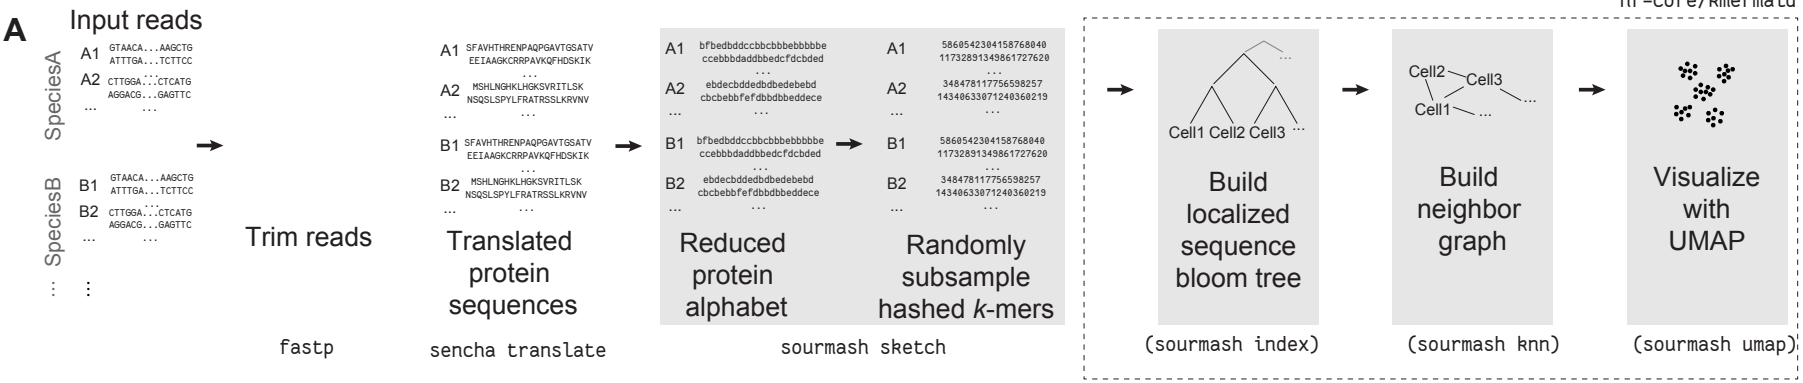 A
Input reads
SpeciesA
A1
GTAACA...AAGCTG
ATTTGA...TCTTCC
...
A2
CTTGGA...CTCATG
AGGACG...GAGTTC
...
...
SpeciesB
B1
GTAACA...AAGCTG
ATTTGA...TCTTCC
...
B2
CTTGGA...CTCATG
AGGACG...GAGTTC
...
...
...
...
Trim reads
fastp
A1
SFAVHTHRENPAQPGAVTGSATV
EEIAAGKCRRPAVKQFHDSKIK
...
A2
MSHLNGHKLHGKSVRITLSK
NSQSLSPYLFRATRSSLKRVNV
...
...
B1
SFAVHTHRENPAQPGAVTGSATV
EEIAAGKCRRPAVKQFHDSKIK
...
B2
MSHLNGHKLHGKSVRITLSK
NSQSLSPYLFRATRSSLKRVNV
...
...
Translated
protein
sequences
sencha translate
A1
bfbedbddccbbcbbbebbbbbe
ccebbbdaddbbedcfdcbded
...
A2
ebdecbddedbdbedebebd
cbcbebbfefdbbdbbeddece
...
...
B1
bfbedbddccbbcbbbebbbbbe
ccebbbdaddbbedcfdcbded
...
B2
ebdecbddedbdbedebebd
cbcbebbfefdbbdbbeddece
...
...
Reduced
protein
alphabet
A1
5860542304158768040
11732891349861727620
...
A2
348478117756598257
14340633071240360219
...
...
B1
5860542304158768040
11732891349861727620
...
B2
348478117756598257
14340633071240360219
...
...
Randomly
subsample
hashed k-mers
sourmash sketch
...
Cell1 Cell2 Cell3 ...
Build
localized
sequence
bloom tree
(sourmash index)
Cell2
Cell3
...
Cell1
...
Build
neighbor
graph
(sourmash knn)
Visualize
with
UMAP
(sourmash umap)